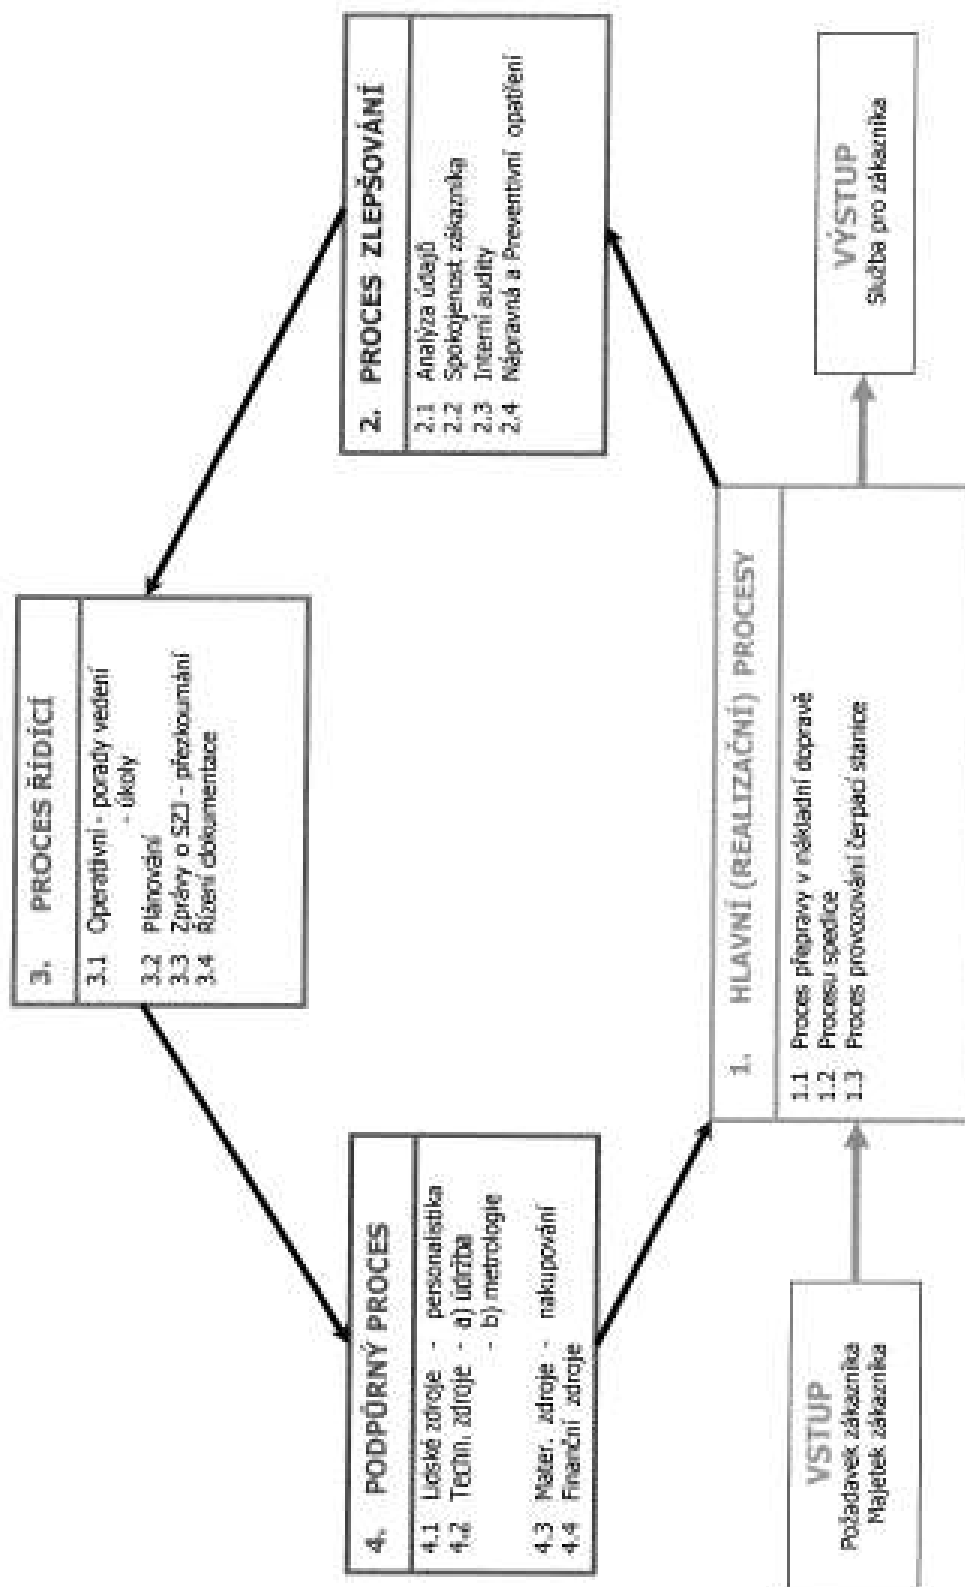 3. PROCES ŘÍDÍCÍ
3.1 Operativní - porady vedení
- úkoly
3.2 Plánování
3.3 Zprávy o SZJ - přezkoumání
3.4 Řízení dokumentace
4. PODPŮRNÝ PROCES
4.1 Lidské zdroje - personalistika
4.2 Techn. zdroje - a) údržba
- b) metrologie
4.3 Mater. zdroje - nakupování
4.4 Finanční zdroje
2. PROCES ZLEPŠOVÁNÍ
2.1 Analýza údajů
2.2 Spokojenost zákazníka
2.3 Interní audity
2.4 Nápravná a Preventivní opatření
1. HLAVNÍ (REALIZAČNÍ) PROCESY
1.1 Proces přepravy v nákladní dopravě
1.2 Procesu spedice
1.3 Proces provozování čerpací stanice
VSTUP
Požadavek zákazníka
Majetek zákazníka
VÝSTUP
Služba pro zákazníka